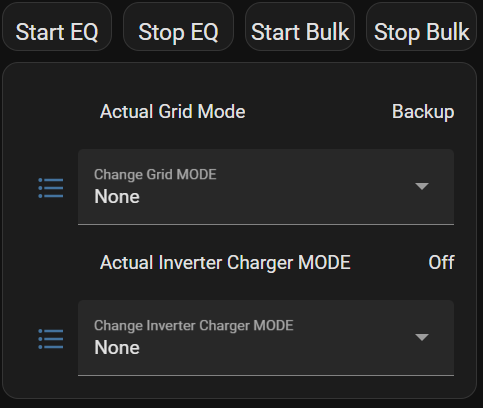 Start EQ Stop EQ Start Bulk Stop Bulk
Actual Grid Mode Backup
Change Grid MODE
None
Actual Inverter Charger MODE Off
Change Inverter Charger MODE
None